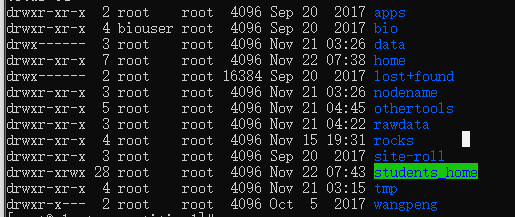 drwxr-xr-x 2 root root 4096 Sep 20 2017 apps
drwxr-xr-x 4 biouser root 4096 Sep 20 2017 bio
drwxr-xr-x 3 root root 4096 Nov 21 03:26 data
drwxr-xr-x 7 root root 4096 Nov 22 07:38 home
drwx------ 2 root root 16384 Sep 20 2017 lost+found
drwxr-xr-x 3 root root 4096 Nov 21 03:26 nodename
drwxr-xr-x 5 root root 4096 Nov 21 04:45 othertools
drwxr-xr-x 3 root root 4096 Nov 21 04:22 rawdata
drwxr-xr-x 4 root root 4096 Nov 15 19:31 rocks
drwxr-xr-x 3 root root 4096 Sep 20 2017 site-roll
drwxr-xrwx 28 root root 4096 Nov 22 07:43 students_home
drwxr-xr-x 4 root root 4096 Nov 21 03:15 tmp
drwxr-xr-x 2 root root 4096 Oct 5 2017 wangpeng